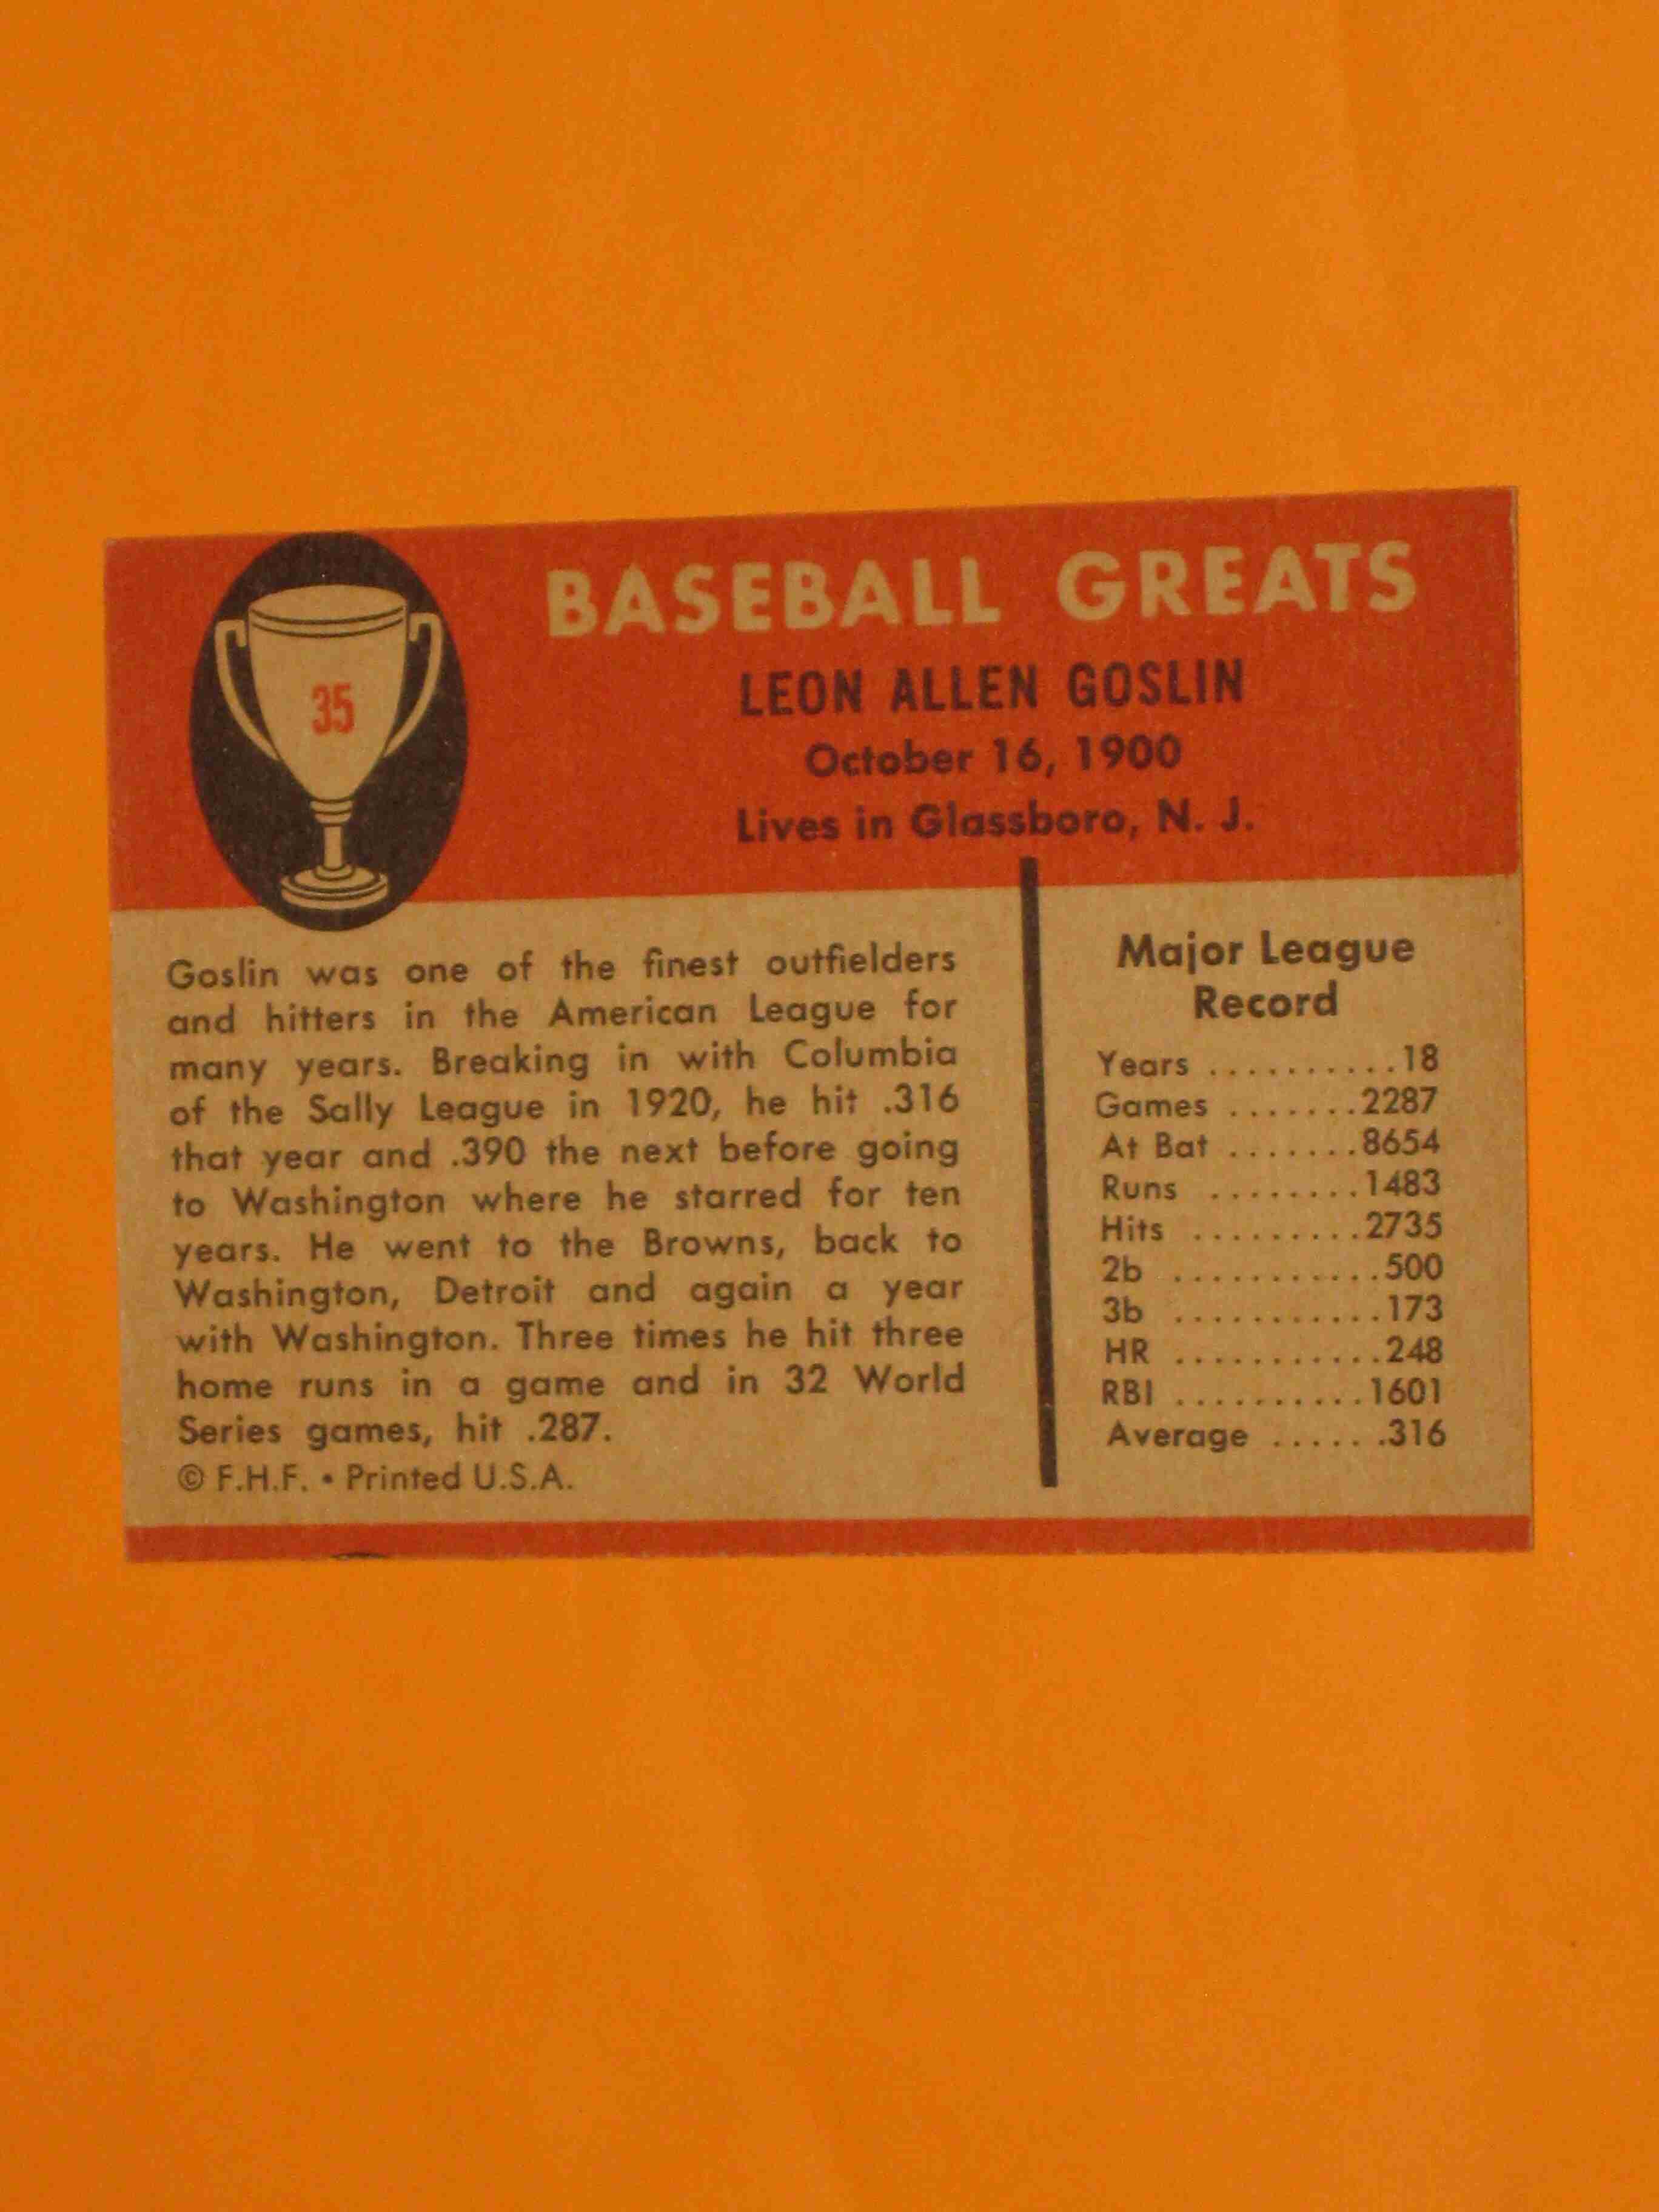 35
BASEBALL GREATS
LEON ALLEN GOSLIN
October 16, 1900
Lives in Glassboro, N. J.
Goslin was one of the finest outfielders
and hitters in the American League for
many years. Breaking in with Columbia
of the Sally League in 1920, he hit .316
that year and .390 the next before going
to Washington where he starred for ten
years. He went to the Browns, back to
Washington, Detroit and again a year
with Washington. Three times he hit three
home runs in a game and in 32 World
Series games, hit .287.
© F.H.F. • Printed U.S.A.
Major League
Record
Years ..........18
Games .......2287
At Bat .......8654
Runs ........1483
Hits .........2735
2b ...........500
3b ...........173
HR ...........248
RBI ..........1601
Average .......316